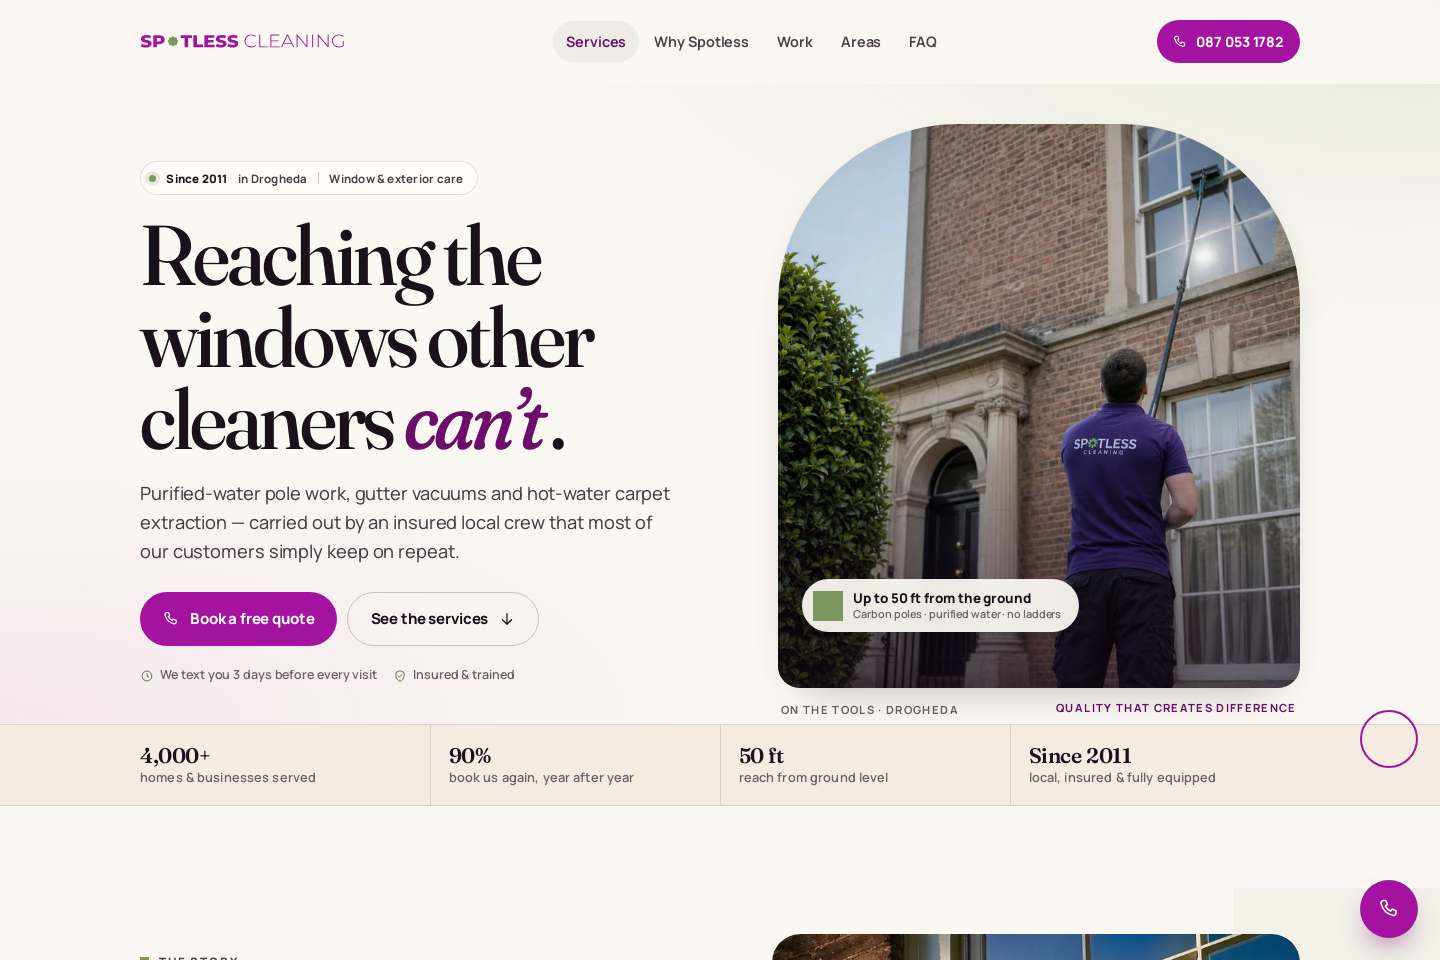 SPOTLESS CLEANING
Services
Why Spotless
Work
Areas
FAQ
087 053 1782
Since 2011 in Drogheda | Window & exterior care
Reaching the
windows other
cleaners can't.
Purified-water pole work, gutter vacuums and hot-water carpet
extraction — carried out by an insured local crew that most of
our customers simply keep on repeat.
Book a free quote
See the services ↓
We text you 3 days before every visit
Insured & trained
SPOTLESS
CLEANING
Up to 50 ft from the ground
Carbon poles · purified water · no ladders
ON THE TOOLS · DROGHEDA
QUALITY THAT CREATES DIFFERENCE
4,000+
homes & businesses served
90%
book us again, year after year
50 ft
reach from ground level
Since 2011
local, insured & fully equipped
THE STORY